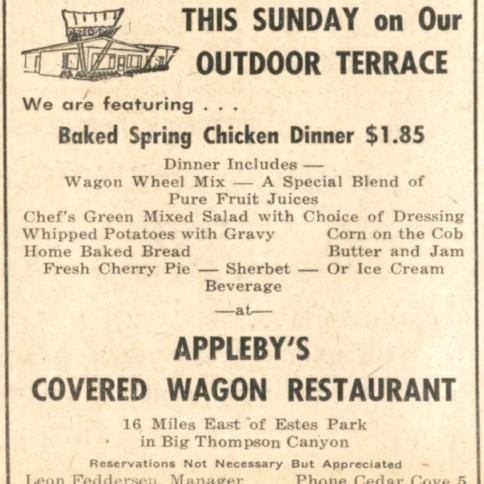 THIS SUNDAY on Our
OUTDOOR TERRACE
We are featuring . . .
Baked Spring Chicken Dinner $1.85
Dinner Includes —
Wagon Wheel Mix — A Special Blend of
Pure Fruit Juices
Chef's Green Mixed Salad with Choice of Dressing
Whipped Potatoes with Gravy Corn on the Cob
Home Baked Bread Butter and Jam
Fresh Cherry Pie — Sherbet — Or Ice Cream
Beverage
—at—
APPLEBY'S
COVERED WAGON RESTAURANT
16 Miles East of Estes Park
in Big Thompson Canyon
Reservations Not Necessary But Appreciated
Leon Feddersen, Manager Phone Cedar Cove 5